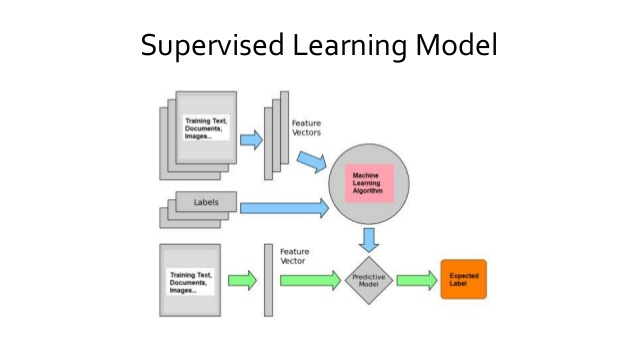 Supervised Learning Model
Training Text,
Documents,
Images...
Feature
Vectors
Machine
Learning
Algorithm
Labels
Training Text,
Documents,
Images...
Feature
Vector
Predictive
Model
Expected
Label